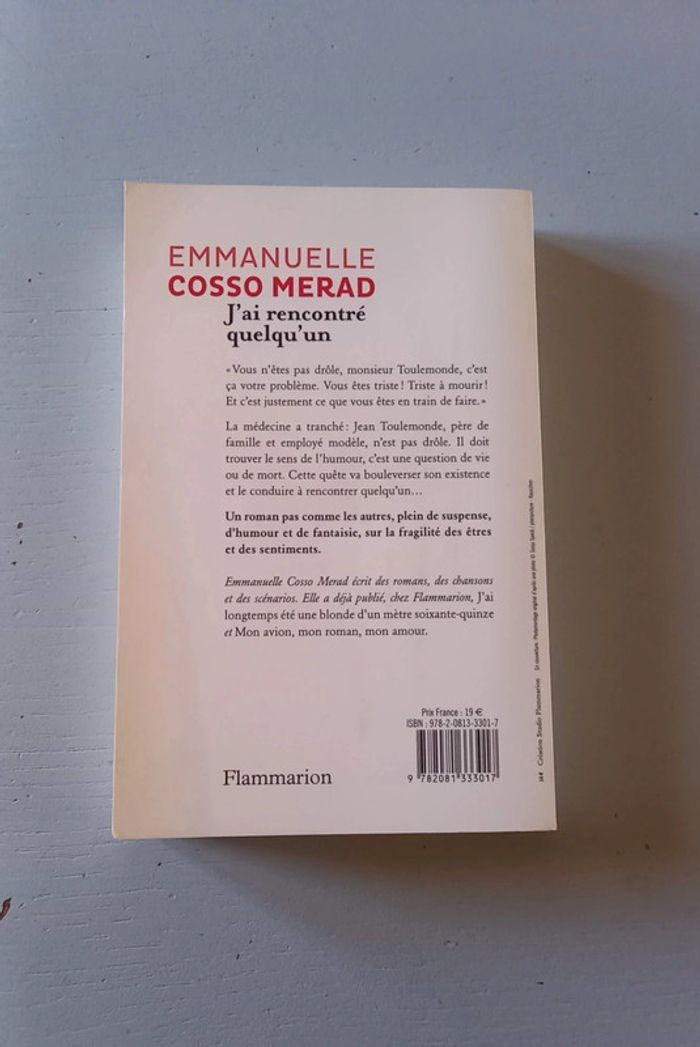 EMMANUELLE
COSSO MERAD
J'ai rencontré
quelqu'un
« Vous n'êtes pas drôle, monsieur Toulemonde, c'est
ça votre problème. Vous êtes triste ! Triste à mourir !
Et c'est justement ce que vous êtes en train de faire. »
La médecine a tranché : Jean Toulemonde, père de
famille et employé modèle, n'est pas drôle. Il doit
trouver le sens de l'humour, c'est une question de vie
ou de mort. Cette quête va bouleverser son existence
et le conduire à rencontrer quelqu'un…
Un roman pas comme les autres, plein de suspense,
d'humour et de fantaisie, sur la fragilité des êtres
et des sentiments.
Emmanuelle Cosso Merad écrit des romans, des chansons
et des scénarios. Elle a déjà publié, chez Flammarion, J'ai
longtemps été une blonde d'un mètre soixante-quinze
et Mon avion, mon roman, mon amour.
Prix France : 19 €
ISBN : 978-2-0813-3301-7
9 782081 333017
Flammarion
Création Studio Flammarion